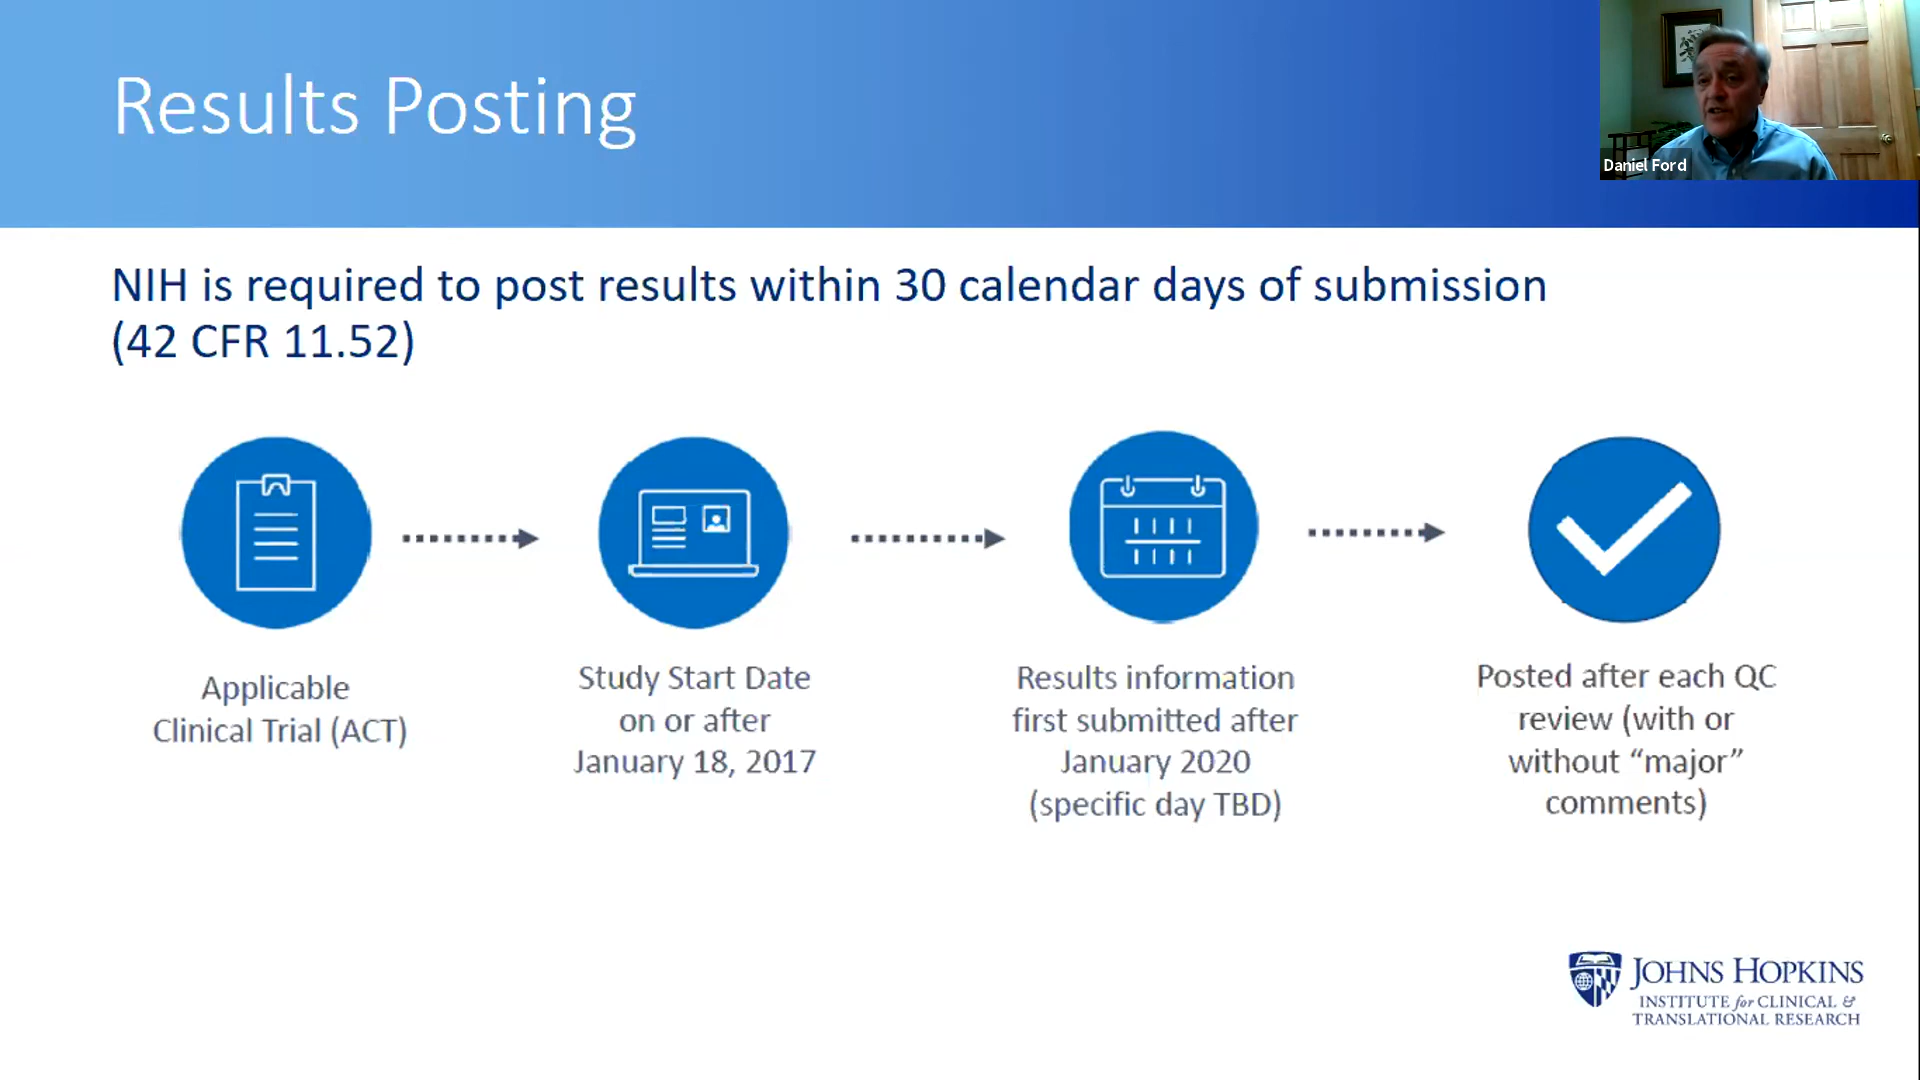 Results Posting
Daniel Ford
NIH is required to post results within 30 calendar days of submission
(42 CFR 11.52)
Applicable
Clinical Trial (ACT)
Study Start Date
on or after
January 18, 2017
Results information
first submitted after
January 2020
(specific day TBD)
Posted after each QC
review (with or
without “major”
comments)
JOHNS HOPKINS
INSTITUTE for CLINICAL &
TRANSLATIONAL RESEARCH